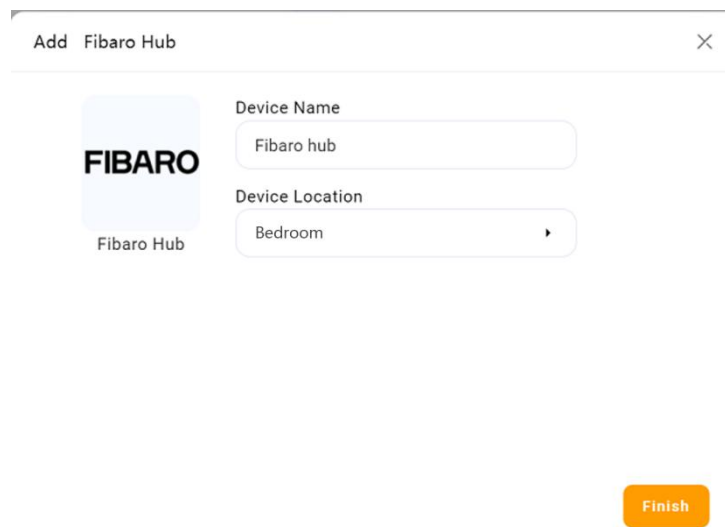 Add Fibaro Hub
Device Name
Fibaro hub
FIBARO
Device Location
Bedroom
Fibaro Hub
Finish